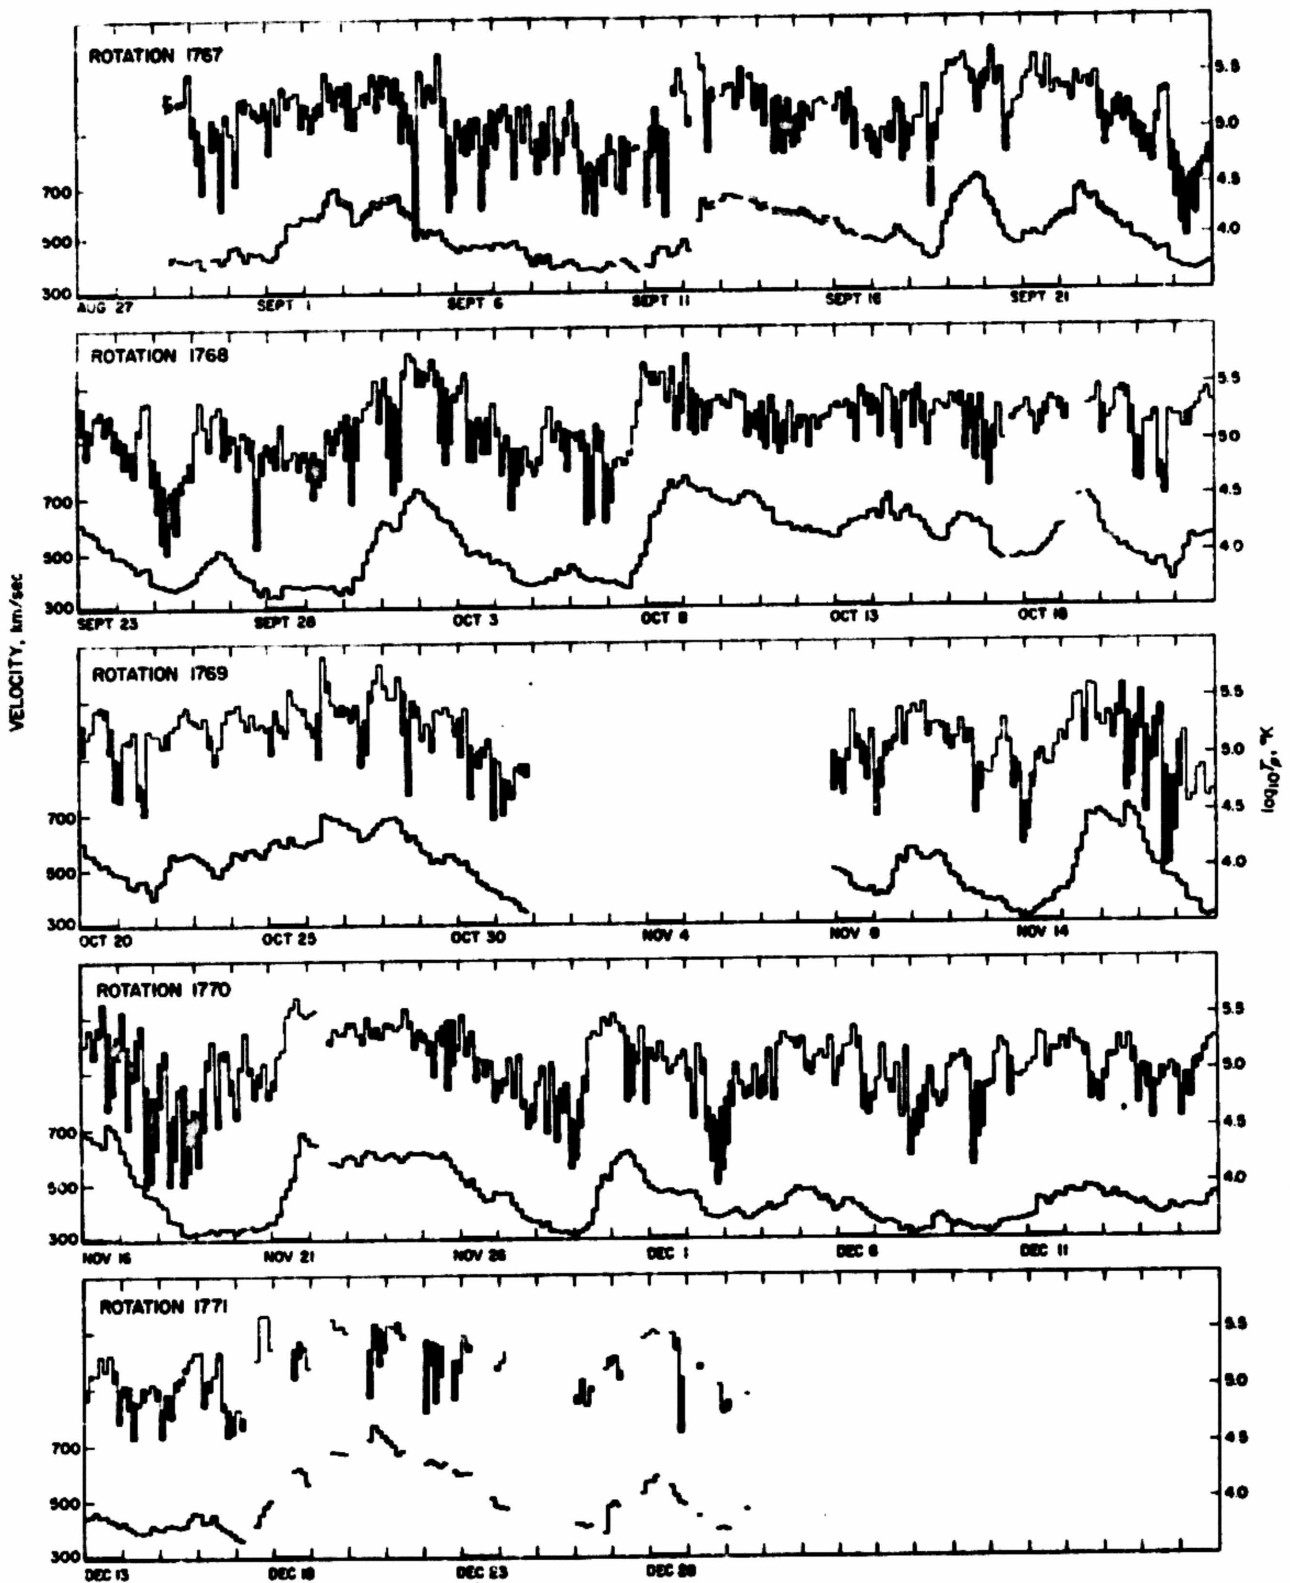 ROTATION 1767
5.5
5.0
4.5
4.0
700
500
300
AUG 27 SEPT 1 SEPT 6 SEPT 11 SEPT 16 SEPT 21
ROTATION 1768
5.5
5.0
4.5
4.0
700
500
300
SEPT 23 SEPT 28 OCT 3 OCT 8 OCT 13 OCT 18
VELOCITY, km/sec
ROTATION 1769
5.5
5.0
4.5
4.0
700
500
300
OCT 20 OCT 25 OCT 30 NOV 4 NOV 9 NOV 14
log10Tp, °K
ROTATION 1770
5.5
5.0
4.5
4.0
700
500
300
NOV 16 NOV 21 NOV 26 DEC 1 DEC 6 DEC 11
ROTATION 1771
5.5
5.0
4.5
4.0
700
500
300
DEC 13 DEC 18 DEC 23 DEC 28